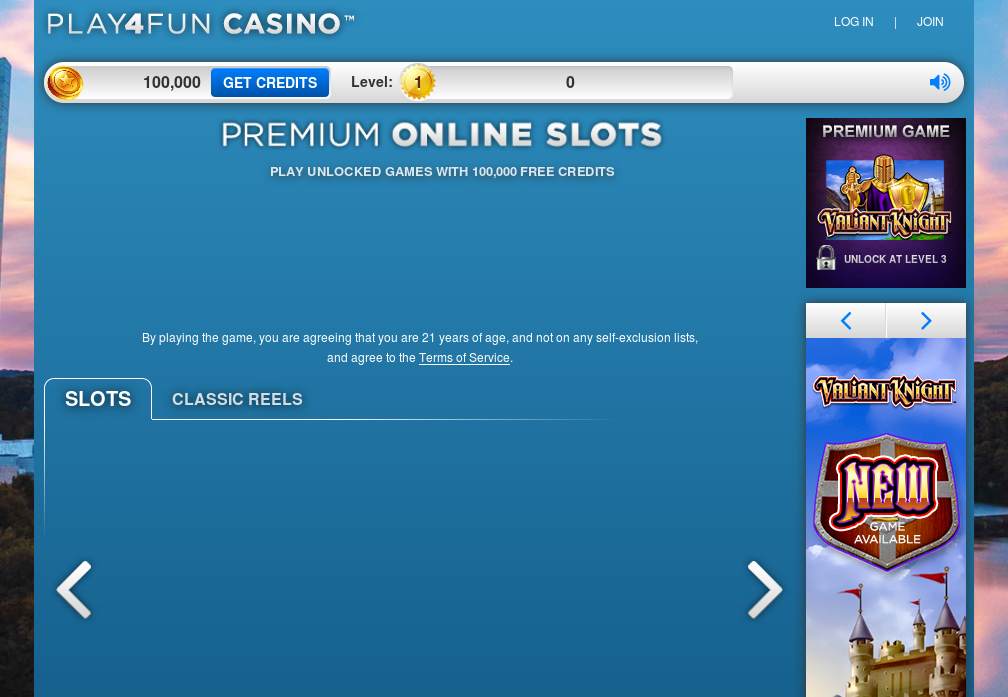 PLAY4FUN CASINO™
LOG IN | JOIN
100,000 GET CREDITS Level: 1 0
PREMIUM ONLINE SLOTS
PLAY UNLOCKED GAMES WITH 100,000 FREE CREDITS
PREMIUM GAME
VALIANT KNIGHT
UNLOCK AT LEVEL 3
By playing the game, you are agreeing that you are 21 years of age, and not on any self-exclusion lists,
and agree to the Terms of Service.
SLOTS CLASSIC REELS
VALIANT KNIGHT™
NEW
GAME
AVAILABLE